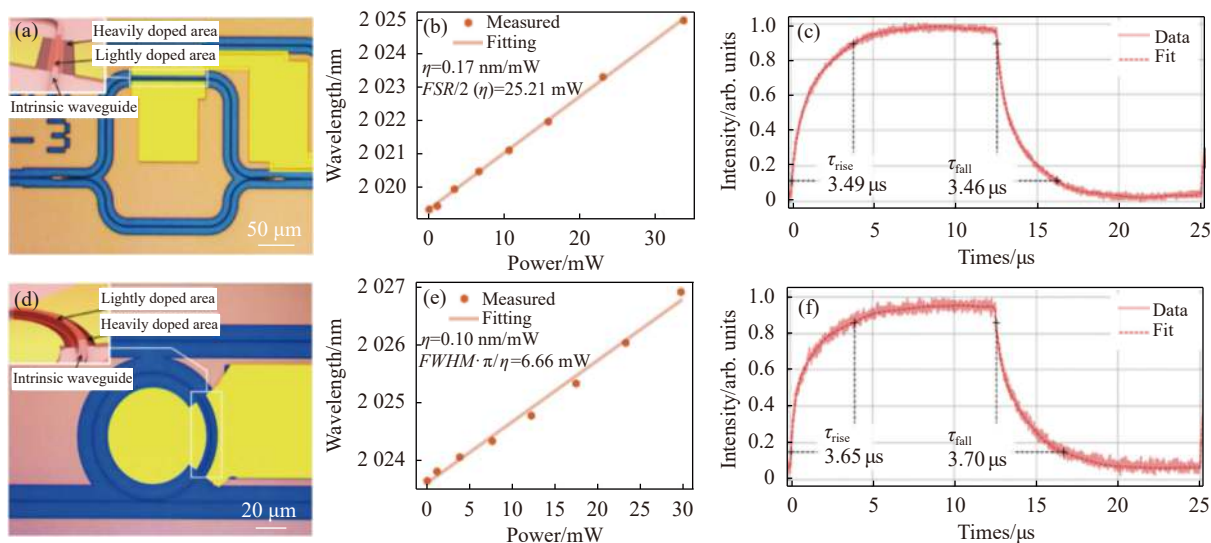 (a)
Heavily doped area
Lightly doped area
Intrinsic waveguide
50 μm
(b)
Measured
Fitting
η=0.17 nm/mW
FSR/2 (η)=25.21 mW
2 025
2 024
2 023
2 022
2 021
2 020
Wavelength/nm
0 5 10 15 20 25 30
Power/mW
(c)
Data
Fit
1.0
0.8
0.6
0.4
0.2
0
Intensity/arb. units
τrise
3.49 μs
τfall
3.46 μs
0 5 10 15 20 25
Times/μs
(d)
Lightly doped area
Heavily doped area
Intrinsic waveguide
20 μm
(e)
Measured
Fitting
η=0.10 nm/mW
FWHM·π/η=6.66 mW
2 027
2 026
2 025
2 024
Wavelength/nm
0 5 10 15 20 25 30
Power/mW
(f)
Data
Fit
1.0
0.8
0.6
0.4
0.2
0
Intensity/arb. units
τrise
3.65 μs
τfall
3.70 μs
0 5 10 15 20 25
Times/μs